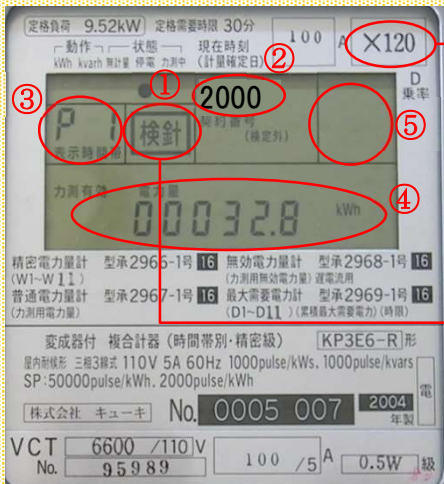 定格負荷 9.52kW 定格需要時限 30分
100 A ×120
動作 状態 現在時刻
kWh kvarh 無計量 停電 力測中 (計量確定日) ②
D
乗率
① 2000
③ P 1 検針 契約番号 ⑤
(検定外)
表示時間帯
力測有効 電力量 ④
00032.8 kWh
精密電力量計 型承2966-1号 16 無効電力量計 型承2968-1号 16
(W1~W11) (力測用無効電力量) 遅電流用
普通電力量計 型承2967-1号 16 最大需要電力計 型承2969-1号 16
(力測用電力量) (D1~D11) (累積最大需要電力) (時限)
変成器付 複合計器 (時間帯別・精密級) KP3E6-R 形
屋内耐候形 三相3線式 110V 5A 60Hz 1000pulse/kWs, 1000pulse/kvars
SP:50000pulse/kWh, 2000pulse/kWh 電
株式会社 キューキ No. 0005 007 2004
年製
VCT 6600 /110 V 100 /5 A 0.5W 級
No. 95989